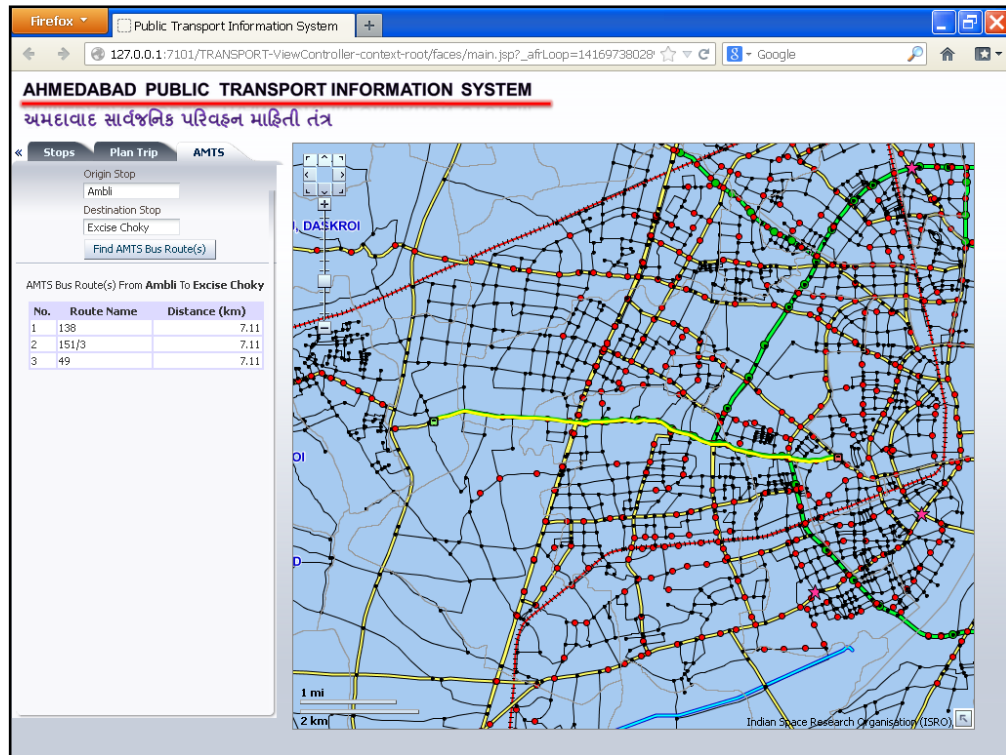 Firefox
Public Transport Information System
127.0.0.1:7101/TRANSPORT-ViewController-context-root/faces/main.jsp?_afrLoop=14169738028
Google
AHMEDABAD PUBLIC TRANSPORT INFORMATION SYSTEM
અમદાવાદ સાર્વજનિક પરિવહન માહિતી તંત્ર
Stops Plan Trip AMTS
Origin Stop
Ambli
Destination Stop
Excise Choky
Find AMTS Bus Route(s)
AMTS Bus Route(s) From Ambli To Excise Choky
No. Route Name Distance (km)
1 138 7.11
2 151/3 7.11
3 49 7.11
DASKROI
OI
D
1 mi
2 km
Indian Space Research Organisation (ISRO)